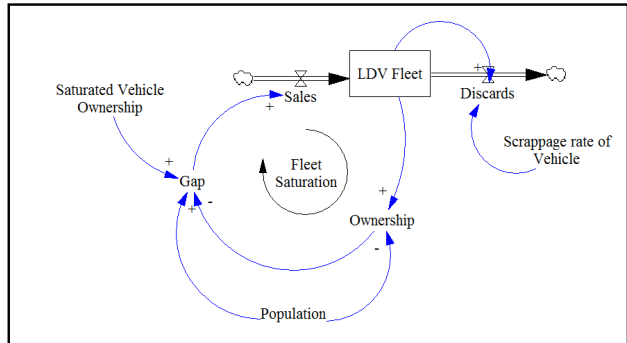 LDV Fleet
+
Saturated Vehicle
Ownership
Sales
+
Discards
Scrappage rate of
Vehicle
Fleet
Saturation
+
Gap
-
+
+
Ownership
-
Population